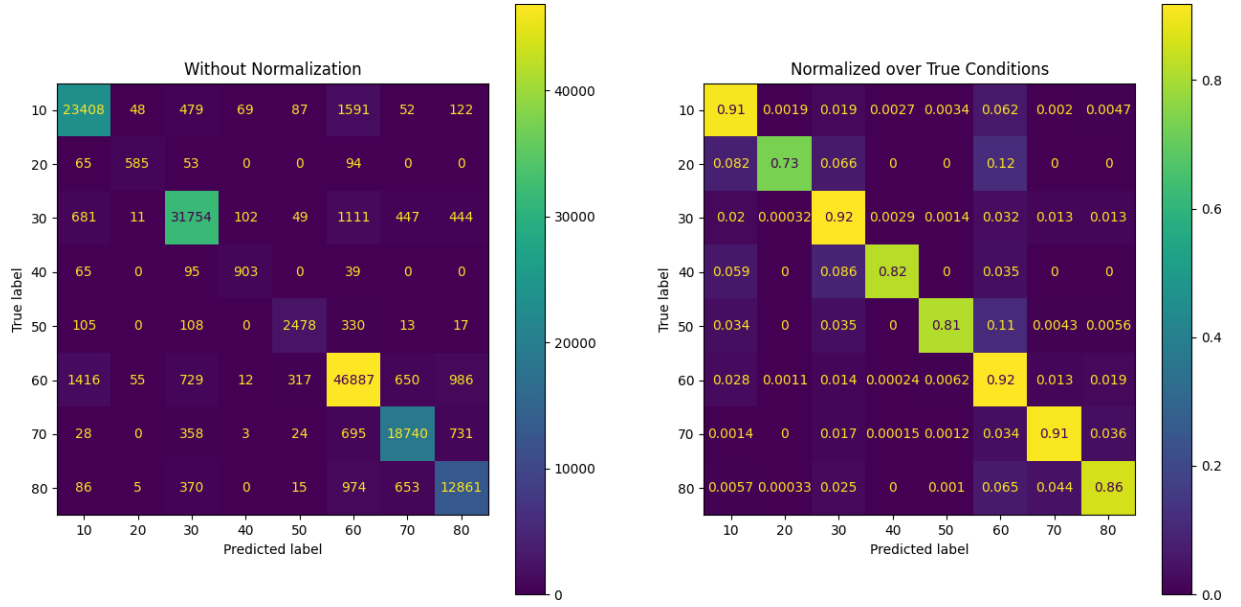 Without Normalization
True label
10 23408 48 479 69 87 1591 52 122
20 65 585 53 0 0 94 0 0
30 681 11 31754 102 49 1111 447 444
40 65 0 95 903 0 39 0 0
50 105 0 108 0 2478 330 13 17
60 1416 55 729 12 317 46887 650 986
70 28 0 358 3 24 695 18740 731
80 86 5 370 0 15 974 653 12861
10 20 30 40 50 60 70 80
Predicted label
40000
30000
20000
10000
0
Normalized over True Conditions
True label
10 0.91 0.0019 0.019 0.0027 0.0034 0.062 0.002 0.0047
20 0.082 0.73 0.066 0 0 0.12 0 0
30 0.02 0.00032 0.92 0.0029 0.0014 0.032 0.013 0.013
40 0.059 0 0.086 0.82 0 0.035 0 0
50 0.034 0 0.035 0 0.81 0.11 0.0043 0.0056
60 0.028 0.0011 0.014 0.00024 0.0062 0.92 0.013 0.019
70 0.0014 0 0.017 0.00015 0.0012 0.034 0.91 0.036
80 0.0057 0.00033 0.025 0 0.001 0.065 0.044 0.86
10 20 30 40 50 60 70 80
Predicted label
0.8
0.6
0.4
0.2
0.0